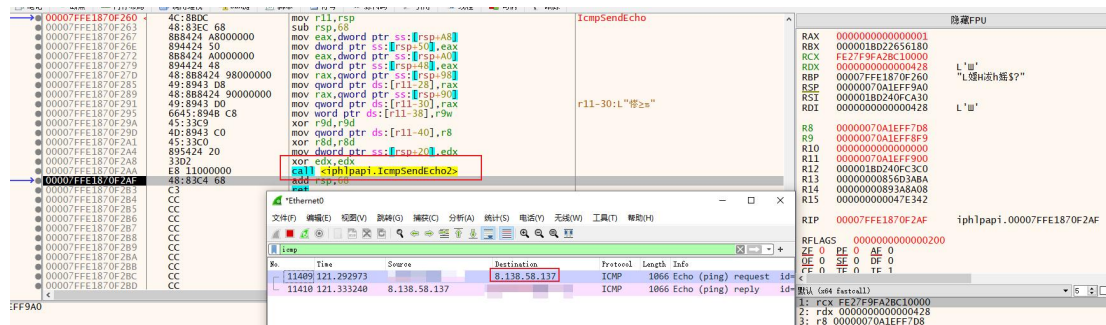 00007FFE1870F260 4C:8BDC mov r11,rsp IcmpSendEcho
00007FFE1870F263 48:83EC 68 sub rsp,68
00007FFE1870F267 8B8424 A8000000 mov eax,dword ptr ss:[rsp+A8]
00007FFE1870F26E 894424 50 mov dword ptr ss:[rsp+50],eax
00007FFE1870F272 8B8424 A0000000 mov eax,dword ptr ss:[rsp+A0]
00007FFE1870F279 894424 48 mov dword ptr ss:[rsp+48],eax
00007FFE1870F27D 48:8B8424 98000000 mov rax,qword ptr ss:[rsp+98]
00007FFE1870F285 49:8943 D8 mov qword ptr ds:[r11-28],rax
00007FFE1870F289 48:8B8424 90000000 mov rax,qword ptr ss:[rsp+90]
00007FFE1870F291 49:8943 D0 mov qword ptr ds:[r11-30],rax
00007FFE1870F295 6645:894B C8 mov word ptr ds:[r11-38],r9w
00007FFE1870F29A 45:33C9 xor r9d,r9d
00007FFE1870F29D 4D:8943 C0 mov qword ptr ds:[r11-40],r8
00007FFE1870F2A1 45:33C0 xor r8d,r8d
00007FFE1870F2A4 895424 20 mov dword ptr ss:[rsp+20],edx
00007FFE1870F2A8 33D2 xor edx,edx
00007FFE1870F2AA E8 11000000 call <iphlpapi.IcmpSendEcho2>
00007FFE1870F2AF 48:83C4 68 add rsp,68
00007FFE1870F2B3 C3 ret
00007FFE1870F2B4 CC
00007FFE1870F2B5 CC
00007FFE1870F2B6 CC
00007FFE1870F2B7 CC
00007FFE1870F2B8 CC
00007FFE1870F2B9 CC
00007FFE1870F2BA CC
00007FFE1870F2BB CC
00007FFE1870F2BC CC
00007FFE1870F2BD CC
EFF9A0
*Ethernet0
文件(F) 编辑(E) 视图(V) 跳转(G) 捕获(C) 分析(A) 统计(S) 电话(Y) 无线(W) 工具(T) 帮助(H)
icmp
No. Time Source Destination Protocol Length Info
11409 121.292973 8.138.58.137 ICMP 1066 Echo (ping) request id=
11410 121.333240 8.138.58.137 ICMP 1066 Echo (ping) reply id=
隐藏FPU
RAX 0000000000000001
RBX 000001BD22656180
RCX FE27F9FA2BC10000
RDX 0000000000000428
RBP 00007FFE1870F260
RSP 00000070A1EFF9A0
RSI 000001BD240FCA30
RDI 0000000000000428
R8 00000070A1EFF7D8
R9 00000070A1EFF8F9
R10 0000000000000000
R11 00000070A1EFF900
R12 000001BD240FC3C0
R13 00000000856D3ABA
R14 00000000893A8A08
R15 000000000047E342
RIP 00007FFE1870F2AF iphlpapi.00007FFE1870F2AF
RFLAGS 0000000000000200
ZF 0 PF 0 AF 0
OF 0 SF 0 DF 0
CF 0 TF 0 IF 1
默认 (x64 fastcall) 5
1: rcx FE27F9FA2BC10000
2: rdx 0000000000000428
3: r8 00000070A1EFF7D8